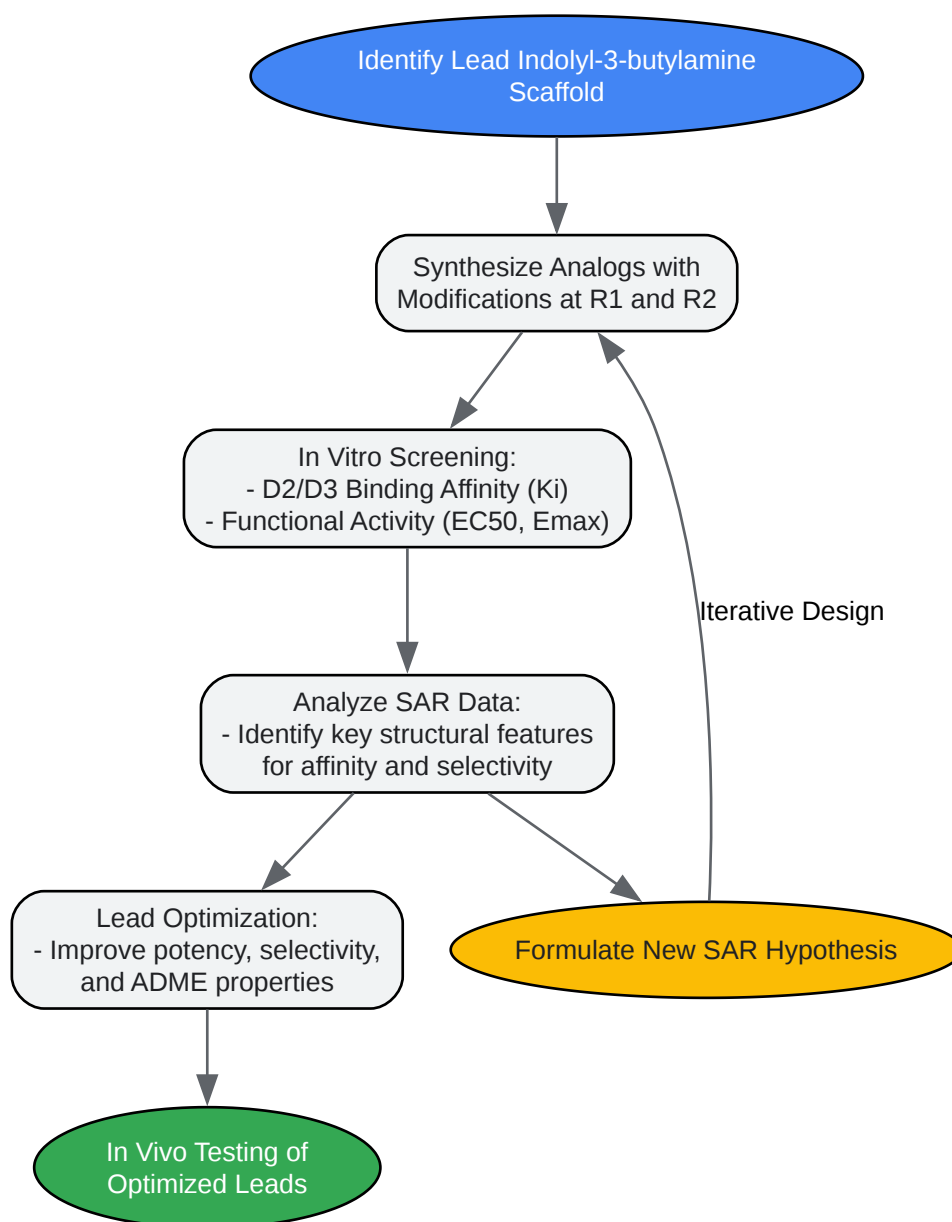 Identify Lead Indolyl-3-butylamine
Scaffold
Synthesize Analogs with
Modifications at R1 and R2
In Vitro Screening:
- D2/D3 Binding Affinity (Ki)
- Functional Activity (EC50, Emax)
Iterative Design
Analyze SAR Data:
- Identify key structural features
for affinity and selectivity
Lead Optimization:
- Improve potency, selectivity,
and ADME properties
Formulate New SAR Hypothesis
In Vivo Testing of
Optimized Leads